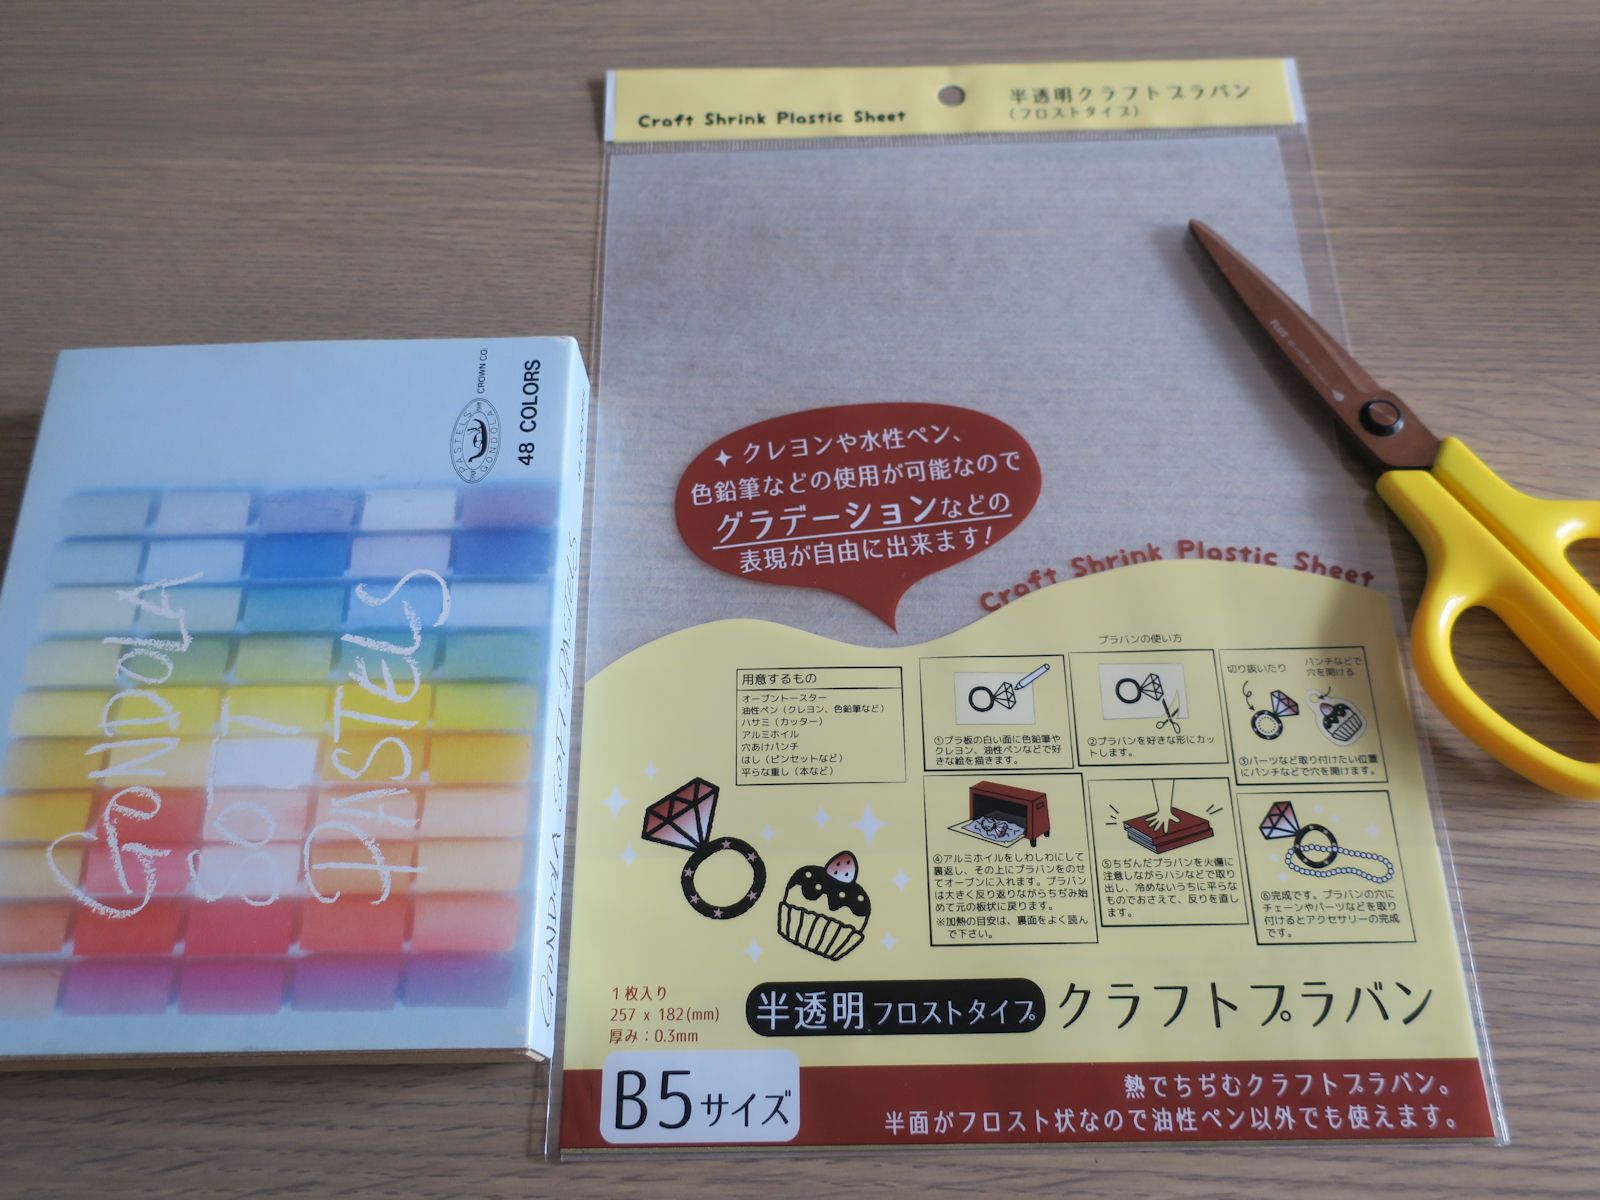 Craft Shrink Plastic Sheet
半透明クラフトプラバン
(フロストタイプ)
クレヨンや水性ペン、
色鉛筆などの使用が可能なので
グラデーションなどの
表現が自由に出来ます!
Craft Shrink Plastic Sheet
プラバンの使い方
用意するもの
オーブントースター
油性ペン(クレヨン、色鉛筆など)
ハサミ(カッター)
アルミホイル
穴あけパンチ
はし(ピンセットなど)
平らな重し(本など)
①プラ板の白い面に色鉛筆や
クレヨン、油性ペンなどで好
きな絵を描きます。
②プラバンを好きな形にカッ
トします。
切り抜いたり
パンチなどで
穴を開ける
③パーツなど取り付けたい位置
にパンチなどで穴を開けます。
④アルミホイルをしわしわにして
裏返し、その上にプラバンをのせ
てオーブンに入れます。プラバン
は大きく反り返りながらちぢみ始
めて元の板状に戻ります。
※加熱の目安は、裏面をよく読ん
で下さい。
⑤ちぢんだプラバンを火傷に
注意しながらハシなどで取り
出し、冷めないうちに平らな
ものでおさえて、反りを直し
ます。
⑥完成です。プラバンの穴に
チェーンやパーツなどを取り
付けるとアクセサリーの完成
です。
1枚入り
257 x 182(mm)
厚み:0.3mm
半透明フロストタイプ
クラフトプラバン
B5サイズ
熱でちぢむクラフトプラバン。
半面がフロスト状なので油性ペン以外でも使えます。
GONDOLA
SOFT
PASTELS
PASTELS
GONDOLA
CROWN CO.
48 COLORS
PLUS